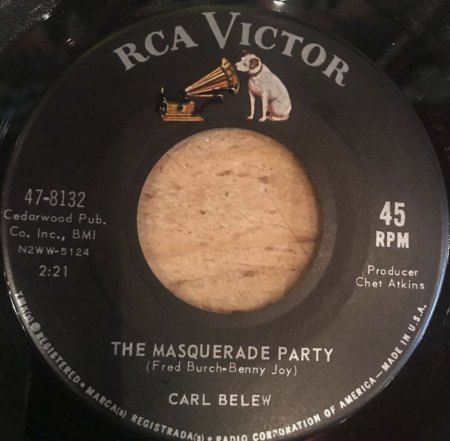 RCA VICTOR
47-8132
Cedarwood Pub.
Co. Inc., BMI
N2WW-5124
2:21
45
RPM
Producer
Chet Atkins
THE MASQUERADE PARTY
(Fred Burch-Benny Joy)
CARL BELEW
TMK(s) ® REGISTERED • MARCA(s) REGISTRADA(s) • RADIO CORPORATION OF AMERICA — MADE IN U.S.A.